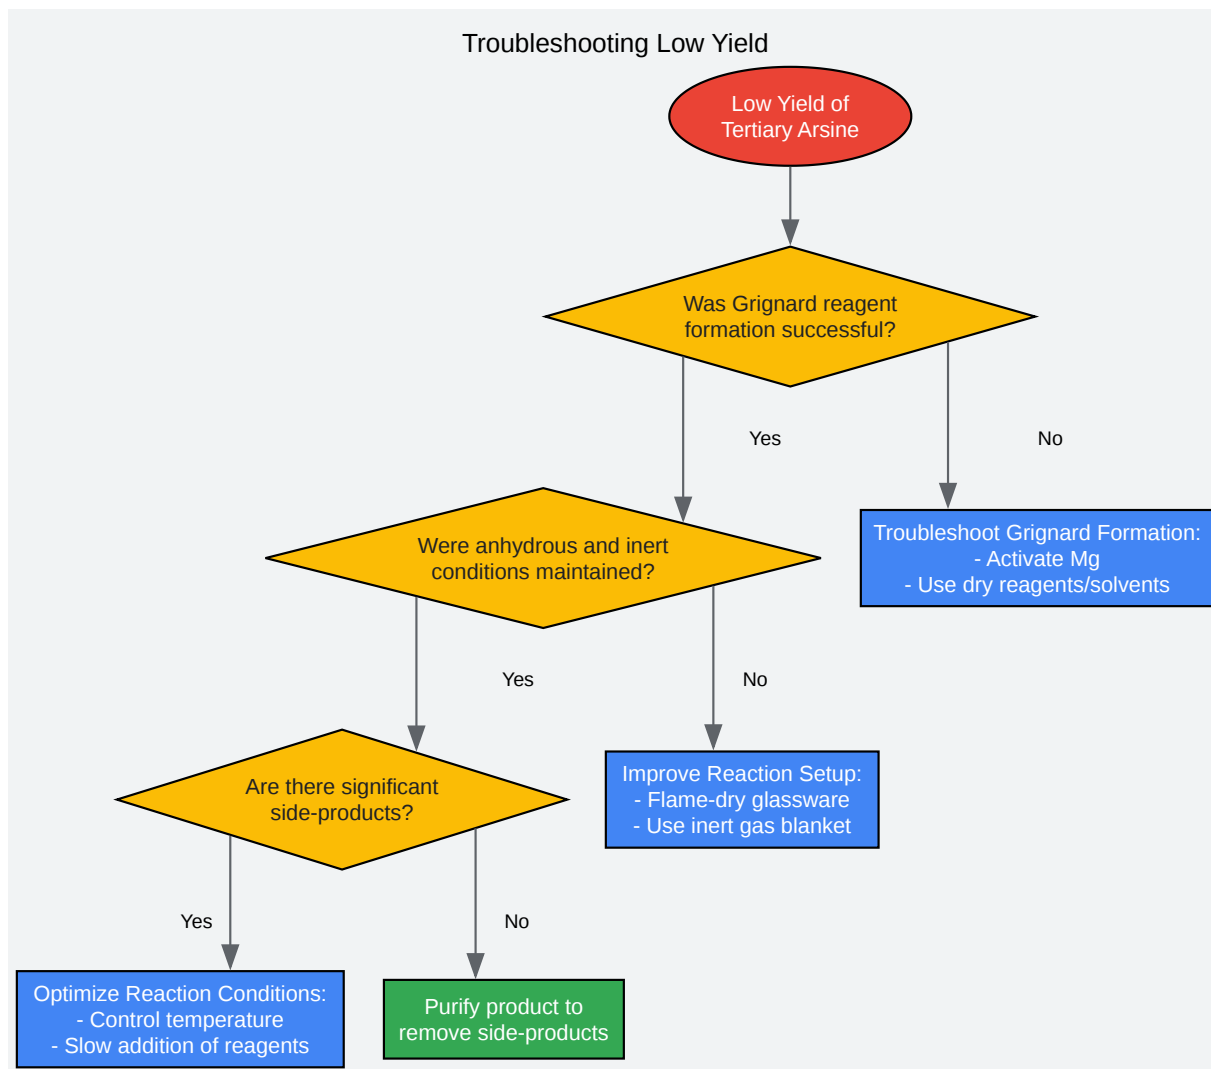 Troubleshooting Low Yield
Low Yield of
Tertiary Arsine
Was Grignard reagent
formation successful?
Yes
No
Troubleshoot Grignard Formation:
- Activate Mg
- Use dry reagents/solvents
Were anhydrous and inert
conditions maintained?
Yes
No
Improve Reaction Setup:
- Flame-dry glassware
- Use inert gas blanket
Are there significant
side-products?
Yes
No
Optimize Reaction Conditions:
- Control temperature
- Slow addition of reagents
Purify product to
remove side-products